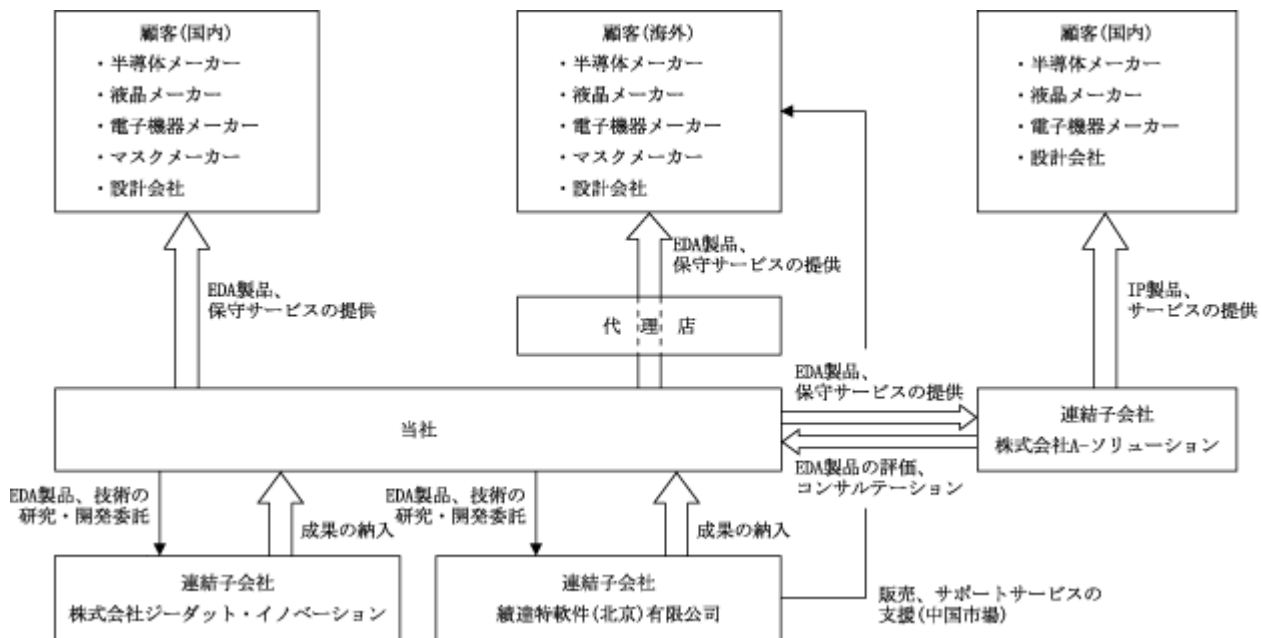 顧客(国内)
・半導体メーカー
・液晶メーカー
・電子機器メーカー
・マスクメーカー
・設計会社
顧客(海外)
・半導体メーカー
・液晶メーカー
・電子機器メーカー
・マスクメーカー
・設計会社
顧客(国内)
・半導体メーカー
・液晶メーカー
・電子機器メーカー
・設計会社
EDA製品、
保守サービスの提供
EDA製品、
保守サービスの提供
IP製品、
サービスの提供
代 理 店
EDA製品、
保守サービスの提供
当社
連結子会社
株式会社A-ソリューション
EDA製品の評価、
コンサルテーション
EDA製品、技術の
研究・開発委託
成果の納入
EDA製品、技術の
研究・開発委託
成果の納入
連結子会社
株式会社ジーダット・イノベーション
連結子会社
績達特軟件(北京)有限公司
販売、サポートサービスの
支援(中国市場)